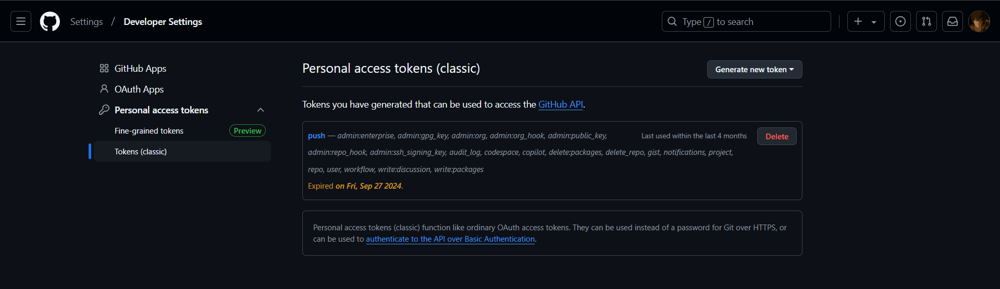 Settings / Developer Settings
Type / to search
GitHub Apps
OAuth Apps
Personal access tokens
Fine-grained tokens Preview
Tokens (classic)
Personal access tokens (classic)
Generate new token
Tokens you have generated that can be used to access the GitHub API.
push — admin:enterprise, admin:gpg_key, admin:org, admin:org_hook, admin:public_key,
Last used within the last 4 months
Delete
admin:repo_hook, admin:ssh_signing_key, audit_log, codespace, copilot, delete:packages, delete_repo, gist, notifications, project,
repo, user, workflow, write:discussion, write:packages
Expired on Fri, Sep 27 2024.
Personal access tokens (classic) function like ordinary OAuth access tokens. They can be used instead of a password for Git over HTTPS, or
can be used to authenticate to the API over Basic Authentication.